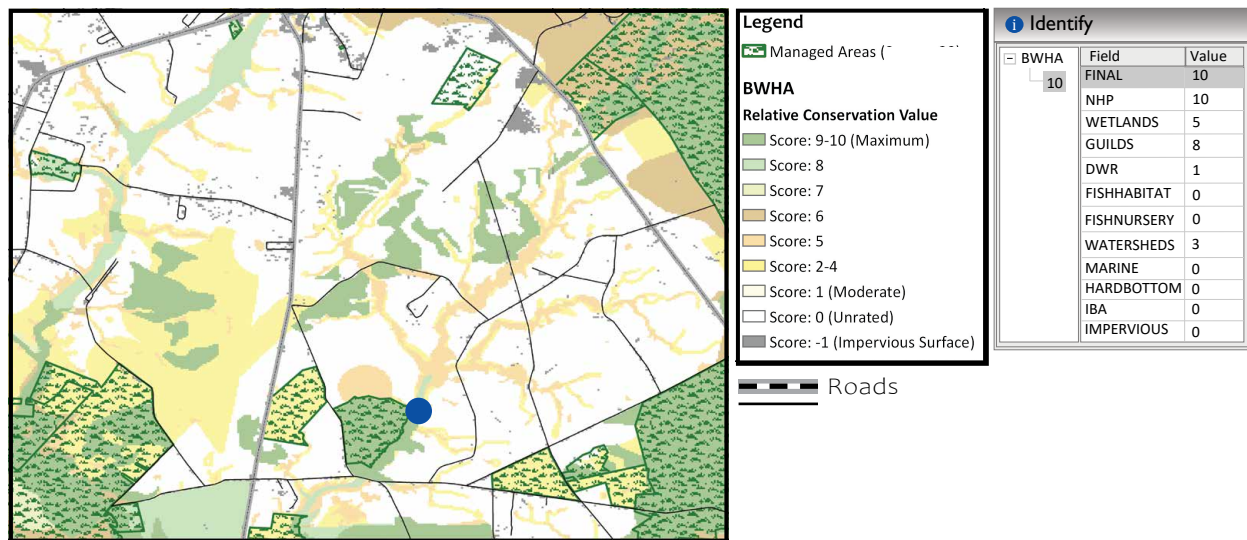 Legend
Managed Areas (
BWHA
Relative Conservation Value
Score: 9-10 (Maximum)
Score: 8
Score: 7
Score: 6
Score: 5
Score: 2-4
Score: 1 (Moderate)
Score: 0 (Unrated)
Score: -1 (Impervious Surface)
Roads
i Identify
BWHA
10
Field Value
FINAL 10
NHP 10
WETLANDS 5
GUILDS 8
DWR 1
FISHHABITAT 0
FISHNURSERY 0
WATERSHEDS 3
MARINE 0
HARDBOTTOM 0
IBA 0
IMPERVIOUS 0